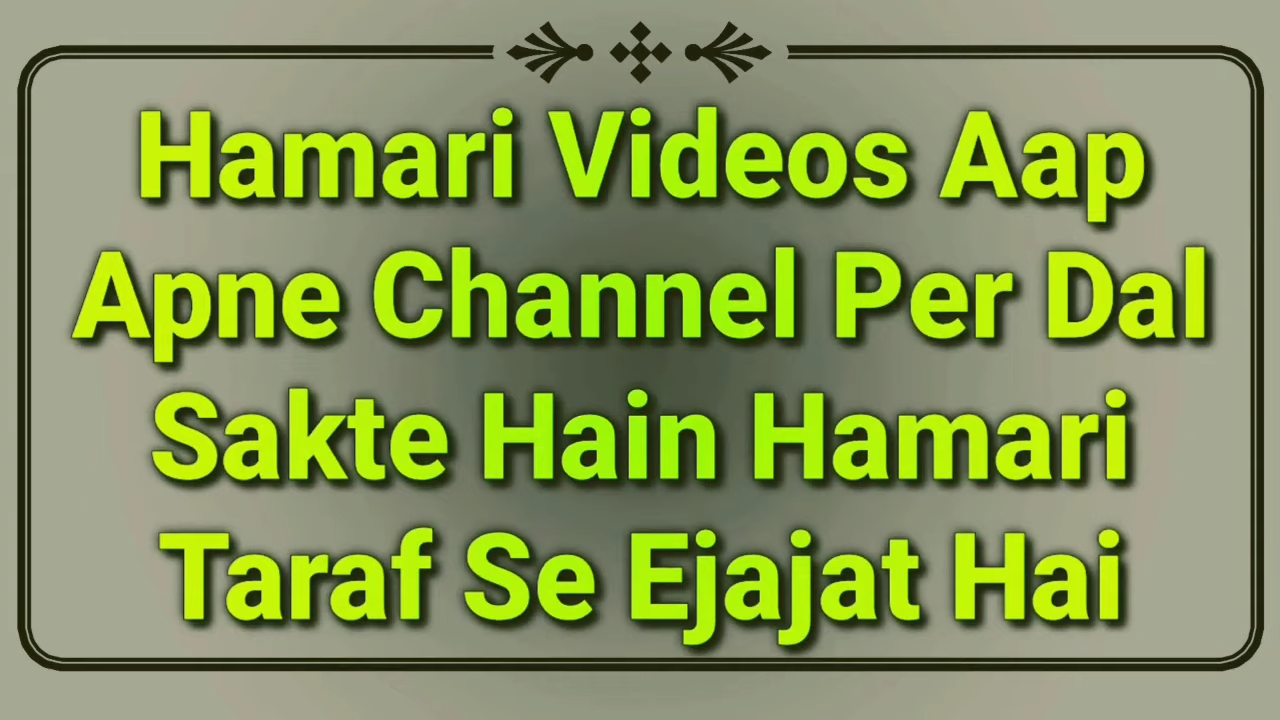 Hamari Videos Aap
Apne Channel Per Dal
Sakte Hain Hamari
Taraf Se Ejajat Hai